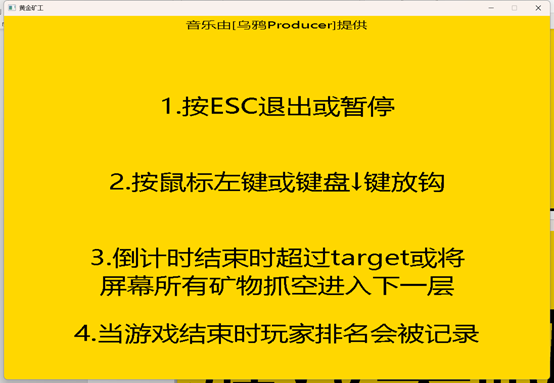 黄金矿工
音乐由[乌鸦Producer]提供
1.按ESC退出或暂停
2.按鼠标左键或键盘↓键放钩
3.倒计时结束时超过target或将
屏幕所有矿物抓空进入下一层
4.当游戏结束时玩家排名会被记录